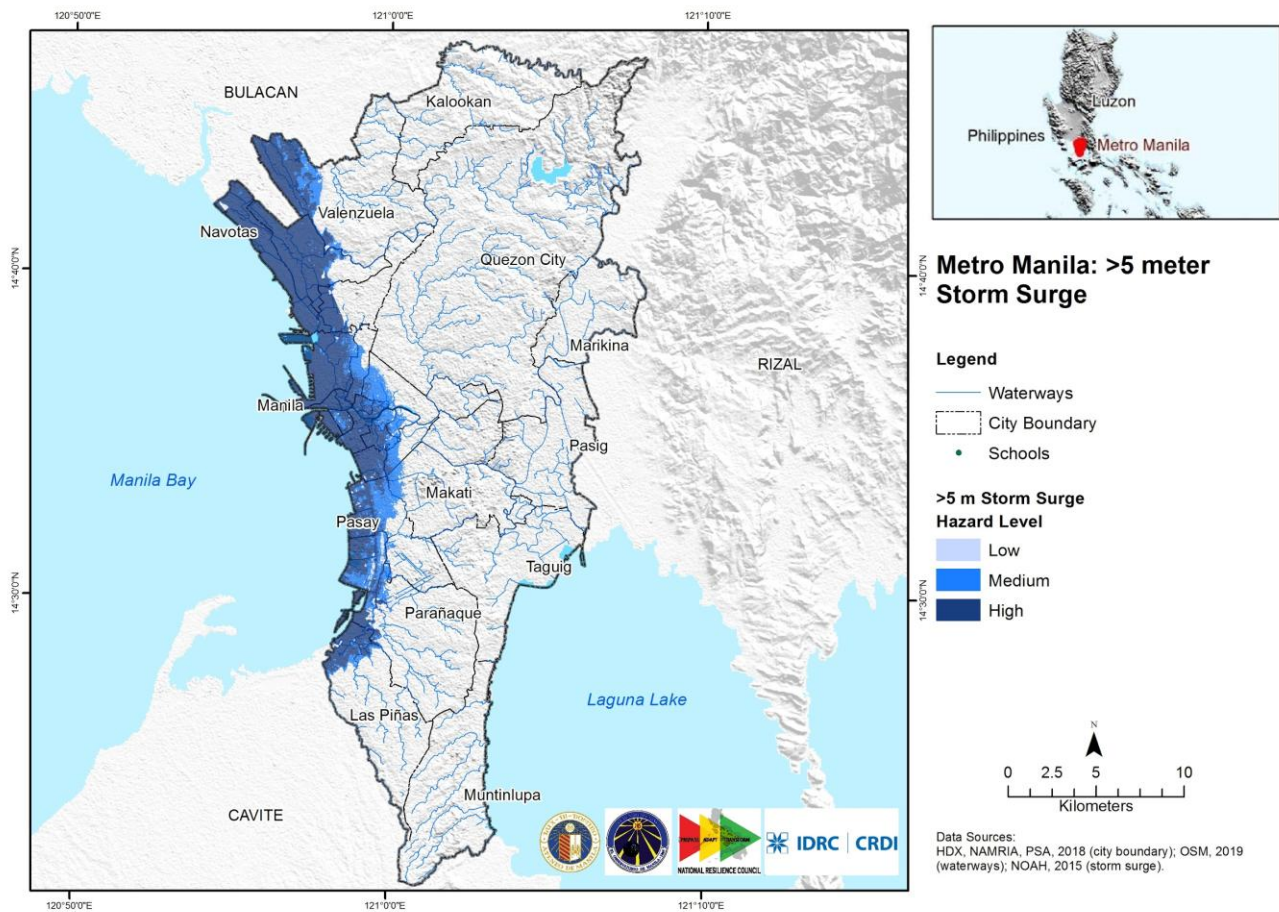 120°50'0"E
121°0'0"E
121°10'0"E
14°40'0"N
14°30'0"N
14°40'0"N
14°30'0"N
120°50'0"E
121°0'0"E
121°10'0"E
BULACAN
Kalookan
Valenzuela
Navotas
Quezon City
Marikina
RIZAL
Manila
Pasig
Manila Bay
Makati
Pasay
Taguig
Parañaque
Las Piñas
Laguna Lake
Muntinlupa
CAVITE
NATIONAL RESILIENCE COUNCIL
IDRC | CRDI
Luzon
Philippines
Metro Manila
Metro Manila: >5 meter
Storm Surge
Legend
Waterways
City Boundary
Schools
>5 m Storm Surge
Hazard Level
Low
Medium
High
N
0 2.5 5 10
Kilometers
Data Sources:
HDX, NAMRIA, PSA, 2018 (city boundary); OSM, 2019
(waterways); NOAH, 2015 (storm surge).